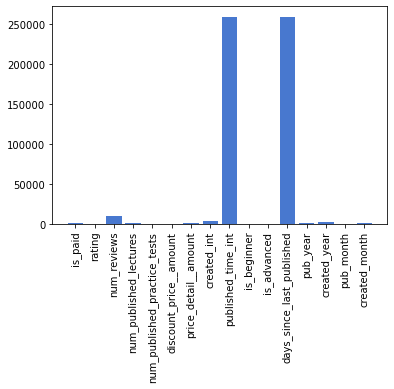 250000
200000
150000
100000
50000
0
is_paid
rating
num_reviews
num_published_lectures
num_published_practice_tests
discount_price__amount
price_detail__amount
created_int
published_time_int
is_beginner
is_advanced
days_since_last_published
pub_year
created_year
pub_month
created_month